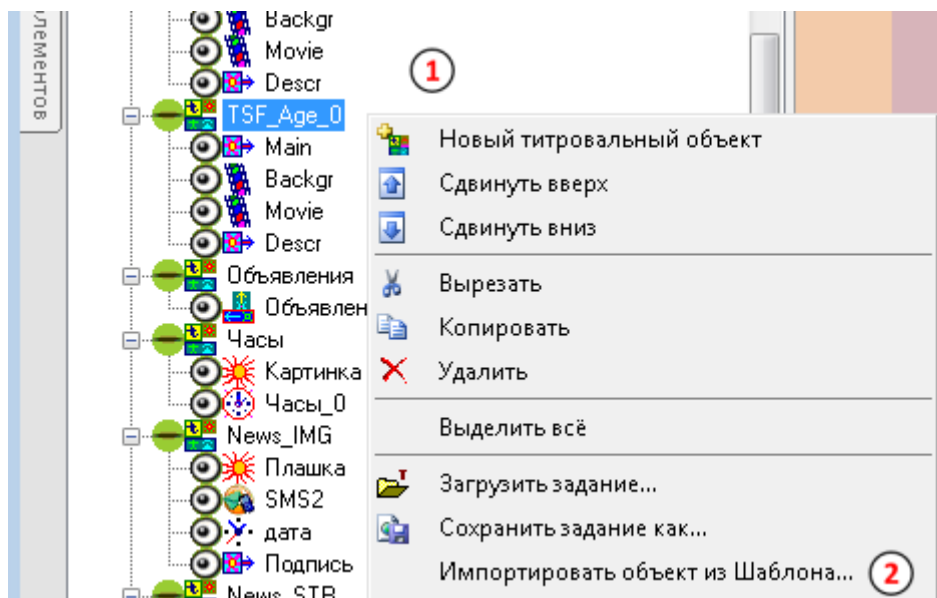 лементов
Backgr
Movie
Descr
1
TSF_Age_0
Main
Backgr
Movie
Descr
Объявления
Объявлен
Часы
Картинка
Часы_0
News_IMG
Плашка
SMS2
дата
Подпись
News_STR
Новый титровальный объект
Сдвинуть вверх
Сдвинуть вниз
Вырезать
Копировать
Удалить
Выделить всё
Загрузить задание...
Сохранить задание как...
Импортировать объект из Шаблона...
2